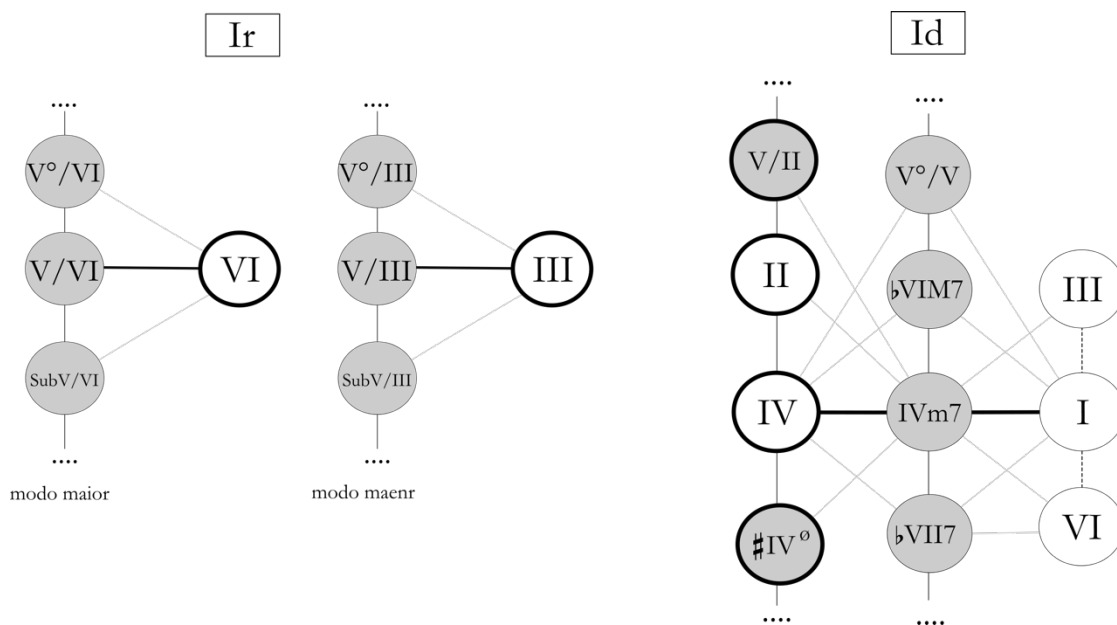 Ir
....
V°/VI
V/VI
VI
SubV/VI
....
modo maior
....
V°/III
V/III
III
SubV/III
....
modo maenr
Id
....
V/II
II
IV
♯IVø
....
....
V°/V
♭VIM7
IVm7
♭VII7
....
III
I
VI